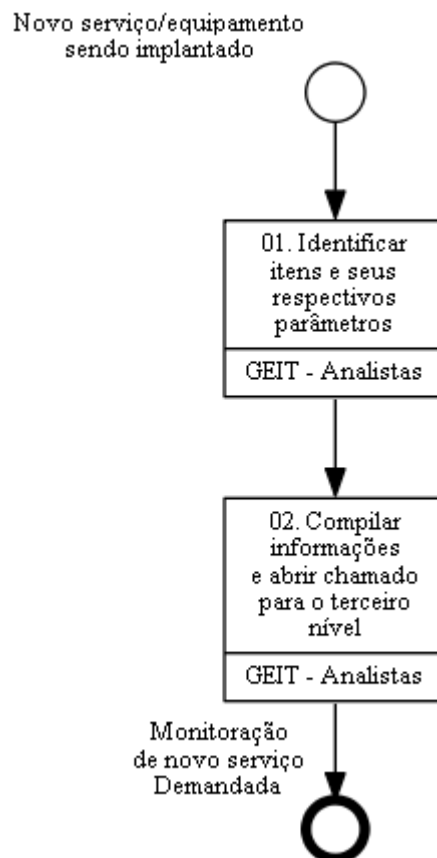 Novo serviço/equipamento
sendo implantado
01. Identificar
itens e seus
respectivos
parâmetros
GEIT - Analistas
02. Compilar
informações
e abrir chamado
para o terceiro
nível
GEIT - Analistas
Monitoração
de novo serviço
Demandada